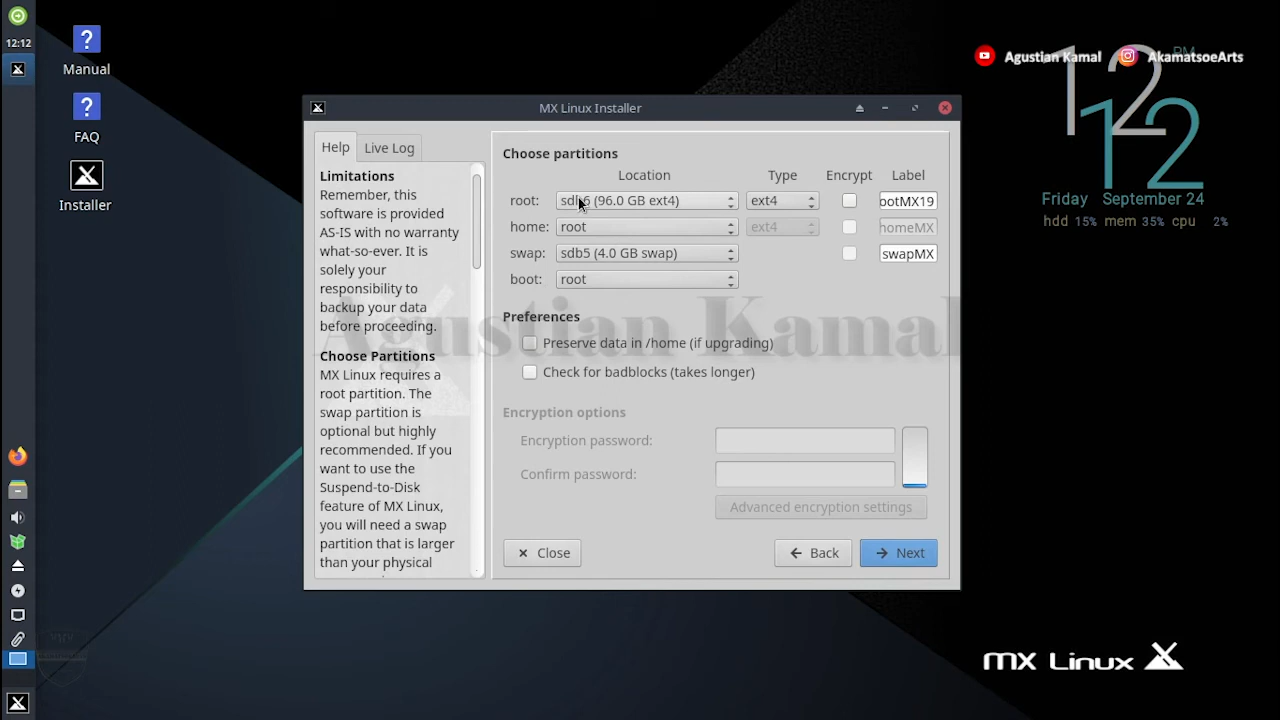 12:12
Manual
FAQ
Installer
Agustian Kamal
AkamatsoeArts
PM
12
12
Friday September 24
hdd 15% mem 35% cpu 2%
MX Linux Installer
Help
Live Log
Limitations
Remember, this
software is provided
AS-IS with no warranty
what-so-ever. It is
solely your
responsibility to
backup your data
before proceeding.
Choose Partitions
MX Linux requires a
root partition. The
swap partition is
optional but highly
recommended. If you
want to use the
Suspend-to-Disk
feature of MX Linux,
you will need a swap
partition that is larger
than your physical
Choose partitions
Location Type Encrypt Label
root: sdb6 (96.0 GB ext4) ext4 ootMX19
home: root ext4 homeMX
swap: sdb5 (4.0 GB swap) swapMX
boot: root
Agustian Kamal
Preferences
Preserve data in /home (if upgrading)
Check for badblocks (takes longer)
Encryption options
Encryption password:
Confirm password:
Advanced encryption settings
Close
Back
Next
MX Linux